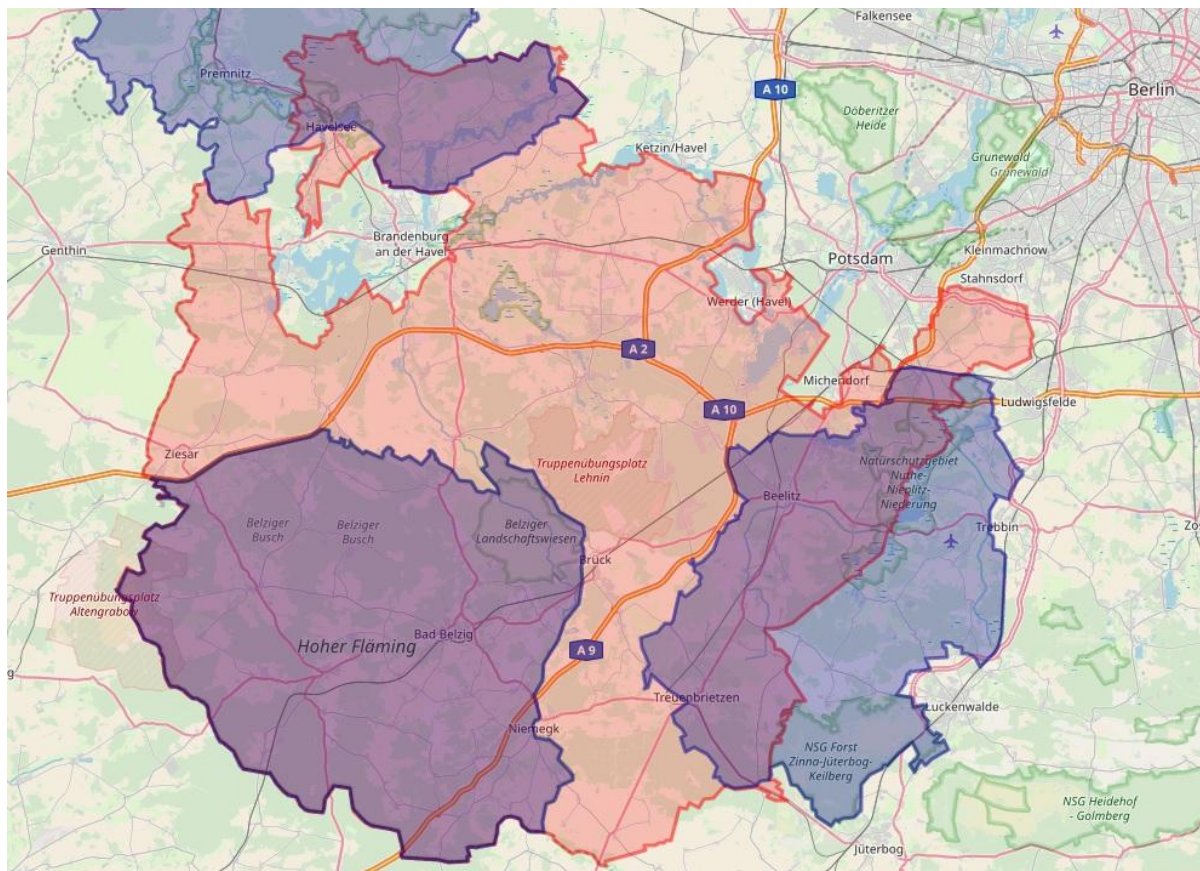 Falkensee
Premnitz
A 10
Berlin
Döberitzer
Heide
Havelsee
Ketzin/Havel
Grunewald
Grunewald
Brandenburg
an der Havel
Genthin
Kleinmachnow
Potsdam
Stahnsdorf
Werder (Havel)
A 2
Michendorf
A 10
Ludwigsfelde
Ziesar
Truppenübungsplatz
Lehnin
Naturschutzgebiet
Nuthe-
Nieplitz-
Niederung
Beelitz
Belziger
Busch
Belziger
Busch
Belziger
Landschaftswiesen
Trebbin
Zos
Brück
Truppenübungsplatz
Altengrabow
Bad Belzig
Hoher Fläming
A 9
g
Treuenbrietzen
Luckenwalde
Niemegk
NSG Forst
Zinna-Jüterbog-
Keilberg
NSG Heidehof
- Golmberg
Jüterbog